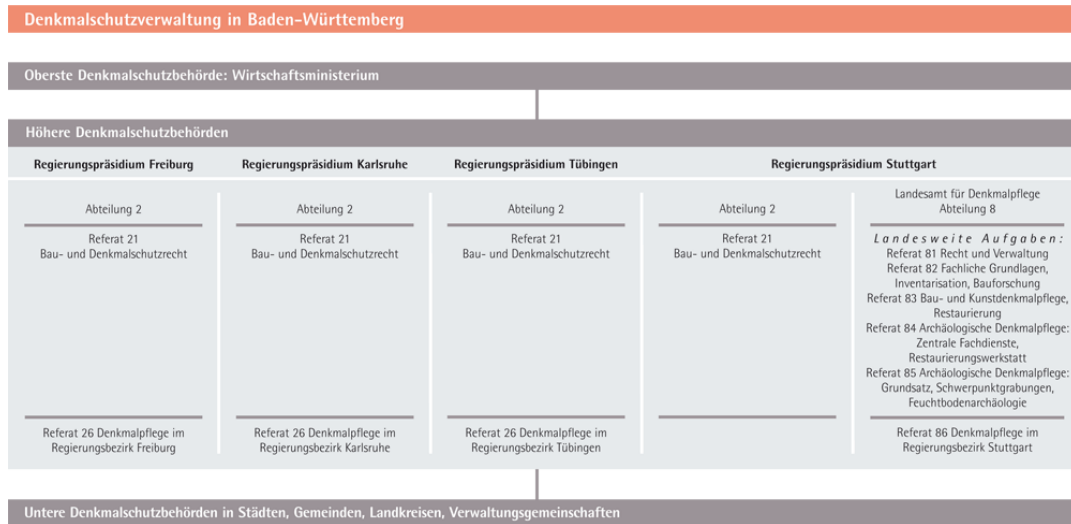 Denkmalschutzverwaltung in Baden-Württemberg
Oberste Denkmalschutzbehörde: Wirtschaftsministerium
Höhere Denkmalschutzbehörden
Regierungspräsidium Freiburg
Regierungspräsidium Karlsruhe
Regierungspräsidium Tübingen
Regierungspräsidium Stuttgart
Abteilung 2
Referat 21
Bau- und Denkmalschutzrecht
Referat 26 Denkmalpflege im
Regierungsbezirk Freiburg
Abteilung 2
Referat 21
Bau- und Denkmalschutzrecht
Referat 26 Denkmalpflege im
Regierungsbezirk Karlsruhe
Abteilung 2
Referat 21
Bau- und Denkmalschutzrecht
Referat 26 Denkmalpflege im
Regierungsbezirk Tübingen
Abteilung 2
Referat 21
Bau- und Denkmalschutzrecht
Landesamt für Denkmalpflege
Abteilung 8
Landesweite Aufgaben:
Referat 81 Recht und Verwaltung
Referat 82 Fachliche Grundlagen,
Inventarisation, Bauforschung
Referat 83 Bau- und Kunstdenkmalpflege,
Restaurierung
Referat 84 Archäologische Denkmalpflege:
Zentrale Fachdienste,
Restaurierungswerkstatt
Referat 85 Archäologische Denkmalpflege:
Grundsatz, Schwerpunktgrabungen,
Feuchtbodenarchäologie
Referat 86 Denkmalpflege im
Regierungsbezirk Stuttgart
Untere Denkmalschutzbehörden in Städten, Gemeinden, Landkreisen, Verwaltungsgemeinschaften